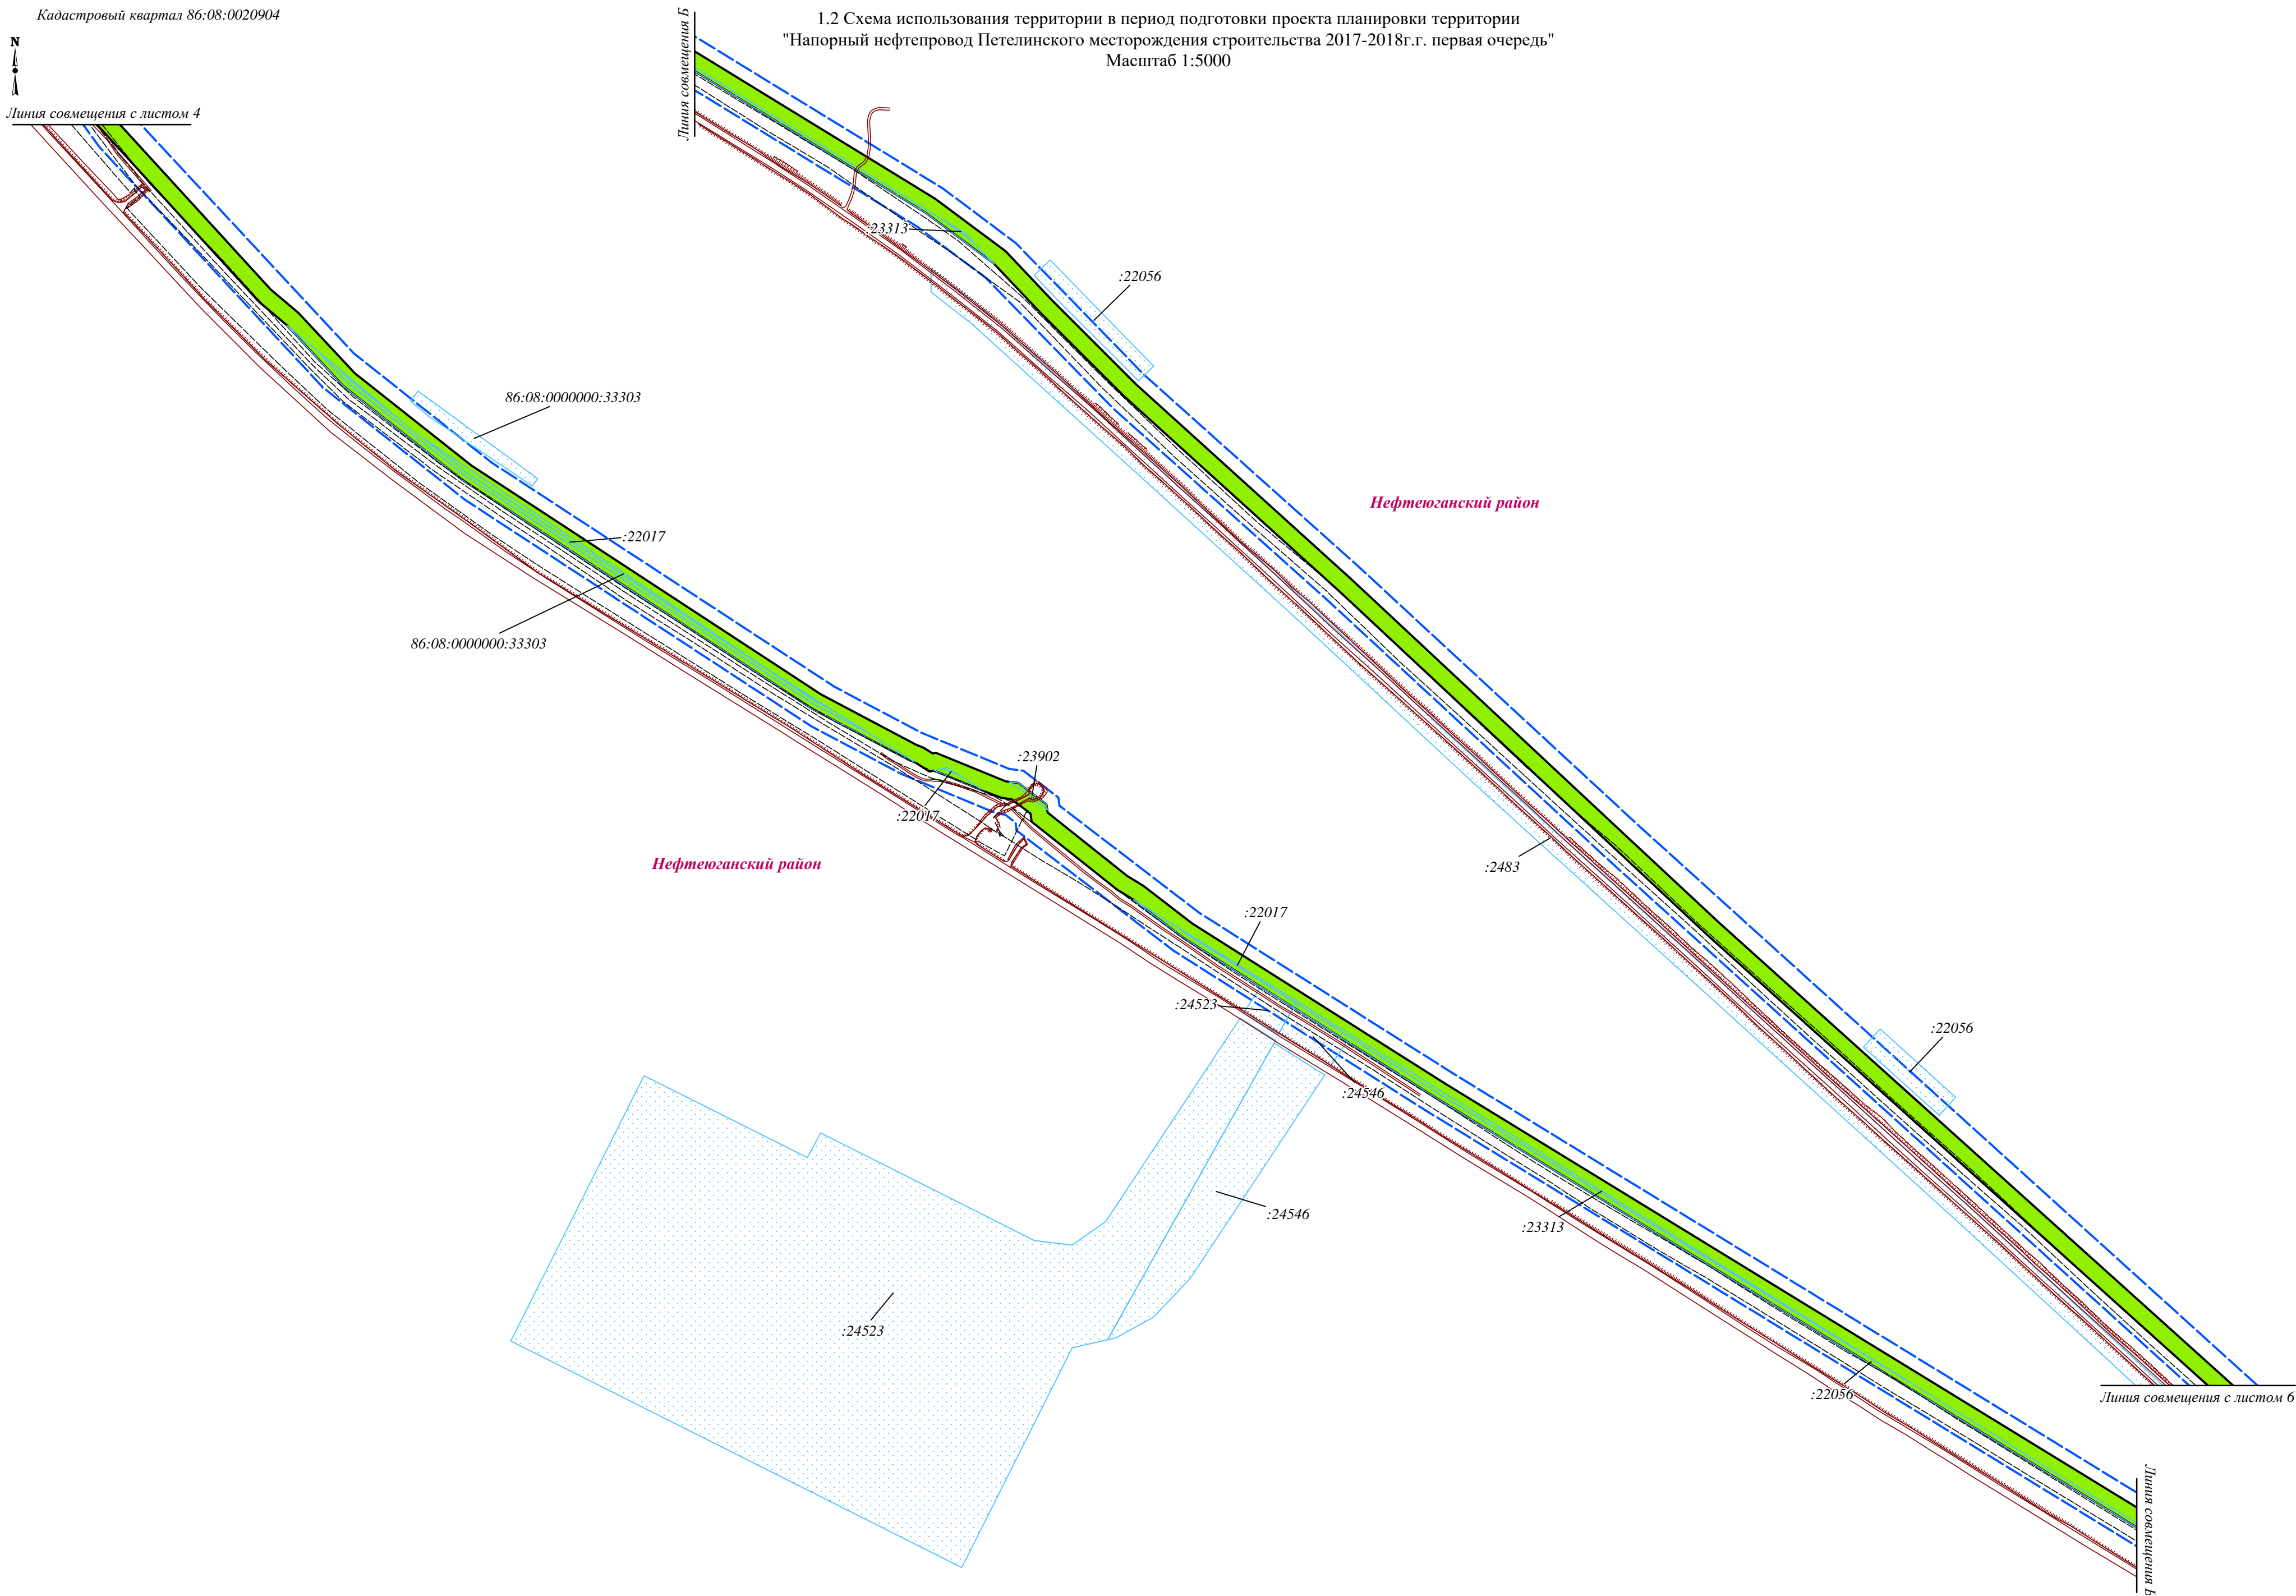 Кадастровый квартал 86:08:0020904
1.2 Схема использования территории в период подготовки проекта планировки территории
"Напорный нефтепровод Петелинского месторождения строительства 2017-2018г.г. первая очередь"
Масштаб 1:5000
N
Линия совмещения с листом 4
Линия совмещения Б
:23313
:22056
86:08:0000000:33303
Нефтеюганский район
:22017
86:08:0000000:33303
:23902
:22017
Нефтеюганский район
:2483
:22017
:24523
:22056
:24546
:24546
:23313
:24523
:22056
Линия совмещения с листом 6
Линия совмещения Б